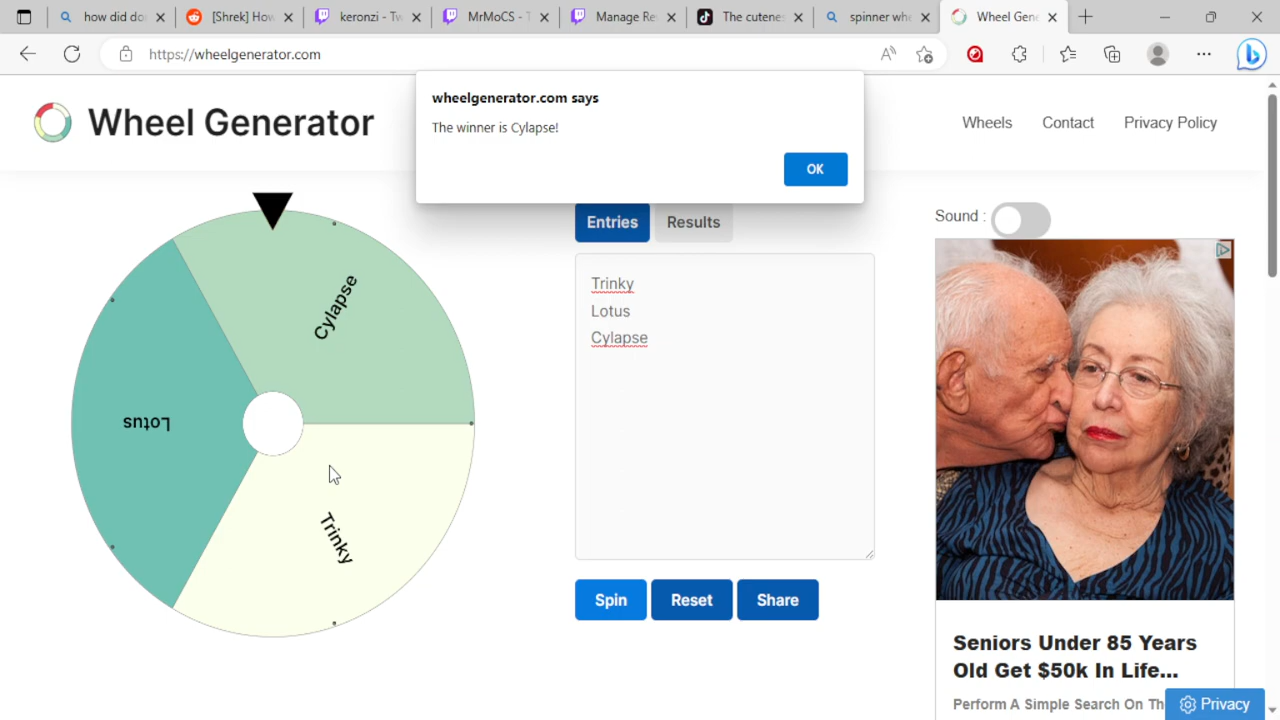 how did do
[Shrek] How
keronzi - Tw
MrMoCS - T
Manage Re
The cutenes
spinner whe
Wheel Gene
https://wheelgenerator.com
Wheel Generator
wheelgenerator.com says
The winner is Cylapse!
OK
Wheels
Contact
Privacy Policy
Entries
Results
Sound :
Cylapse
Lotus
Trinky
Trinky
Lotus
Cylapse
Spin
Reset
Share
Seniors Under 85 Years
Old Get $50k In Life...
Perform A Simple Search On Th
Privacy